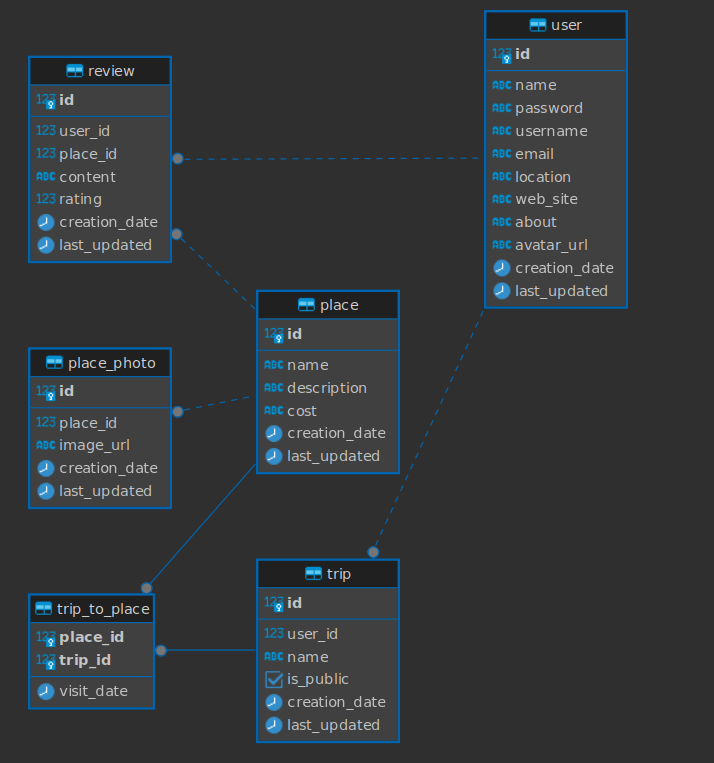 user
123 id
ABC name
ABC password
ABC username
ABC email
ABC location
ABC web_site
ABC about
ABC avatar_url
creation_date
last_updated
review
123 id
123 user_id
123 place_id
ABC content
123 rating
creation_date
last_updated
place
123 id
ABC name
ABC description
ABC cost
creation_date
last_updated
place_photo
123 id
123 place_id
ABC image_url
creation_date
last_updated
trip
123 id
123 user_id
ABC name
is_public
creation_date
last_updated
trip_to_place
123 place_id
123 trip_id
visit_date